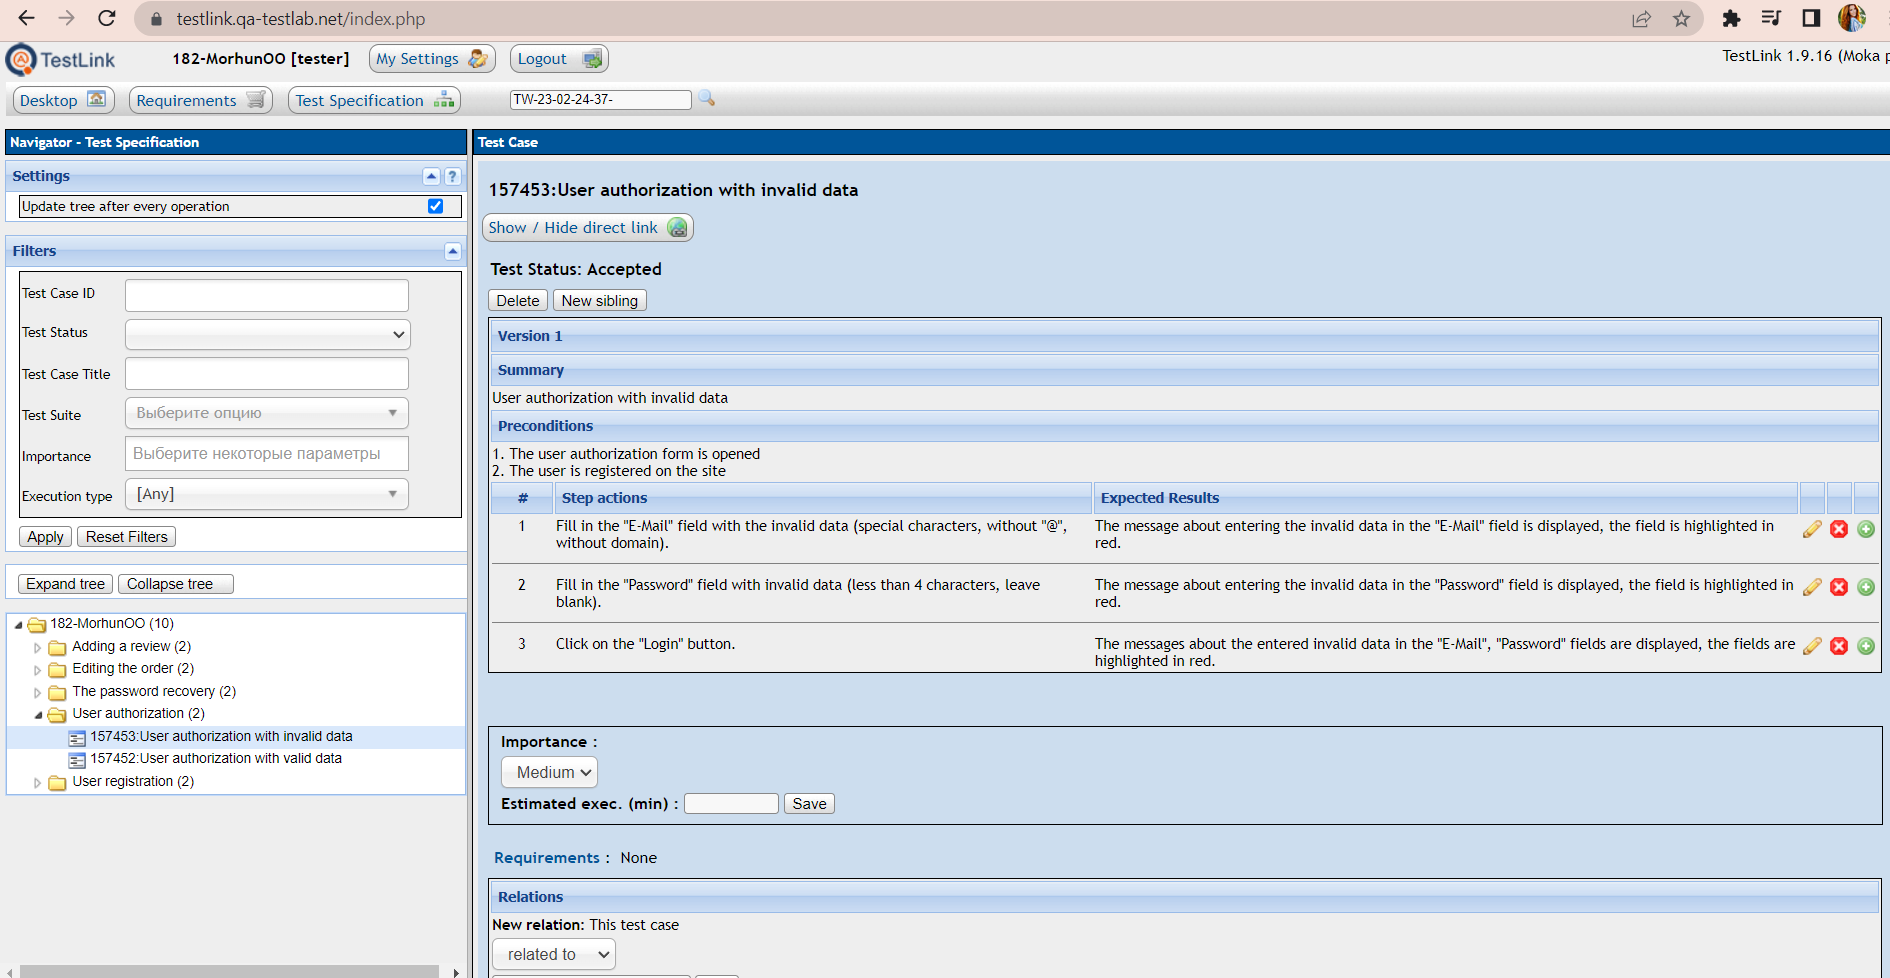 testlink.qa-testlab.net/index.php
TestLink
182-MorhunOO [tester]
My Settings
Logout
TestLink 1.9.16 (Moka p
Desktop
Requirements
Test Specification
TW-23-02-24-37-
Navigator - Test Specification
Settings
?
Update tree after every operation
Filters
Test Case ID
Test Status
Test Case Title
Test Suite
Выберите опцию
Importance
Выберите некоторые параметры
Execution type
[Any]
Apply
Reset Filters
Expand tree
Collapse tree
182-MorhunOO (10)
Adding a review (2)
Editing the order (2)
The password recovery (2)
User authorization (2)
157453:User authorization with invalid data
157452:User authorization with valid data
User registration (2)
Test Case
157453:User authorization with invalid data
Show / Hide direct link
Test Status: Accepted
Delete
New sibling
Version 1
Summary
User authorization with invalid data
Preconditions
1. The user authorization form is opened
2. The user is registered on the site
# Step actions Expected Results
1 Fill in the "E-Mail" field with the invalid data (special characters, without "@", without domain).
The message about entering the invalid data in the "E-Mail" field is displayed, the field is highlighted in red.
2 Fill in the "Password" field with invalid data (less than 4 characters, leave blank).
The message about entering the invalid data in the "Password" field is displayed, the field is highlighted in red.
3 Click on the "Login" button.
The messages about the entered invalid data in the "E-Mail", "Password" fields are displayed, the fields are highlighted in red.
Importance :
Medium
Estimated exec. (min) :
Save
Requirements : None
Relations
New relation: This test case
related to